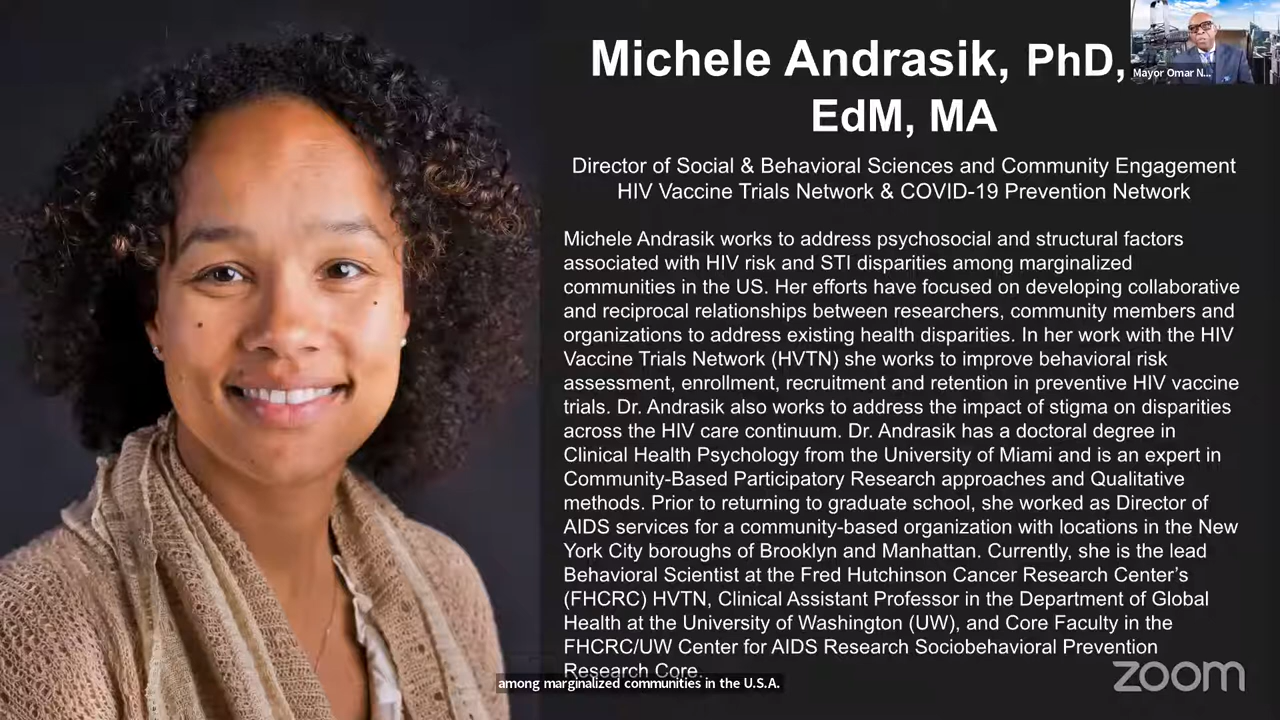 Michele Andrasik, PhD,
EdM, MA
Mayor Omar N...
Director of Social & Behavioral Sciences and Community Engagement
HIV Vaccine Trials Network & COVID-19 Prevention Network
Michele Andrasik works to address psychosocial and structural factors
associated with HIV risk and STI disparities among marginalized
communities in the US. Her efforts have focused on developing collaborative
and reciprocal relationships between researchers, community members and
organizations to address existing health disparities. In her work with the HIV
Vaccine Trials Network (HVTN) she works to improve behavioral risk
assessment, enrollment, recruitment and retention in preventive HIV vaccine
trials. Dr. Andrasik also works to address the impact of stigma on disparities
across the HIV care continuum. Dr. Andrasik has a doctoral degree in
Clinical Health Psychology from the University of Miami and is an expert in
Community-Based Participatory Research approaches and Qualitative
methods. Prior to returning to graduate school, she worked as Director of
AIDS services for a community-based organization with locations in the New
York City boroughs of Brooklyn and Manhattan. Currently, she is the lead
Behavioral Scientist at the Fred Hutchinson Cancer Research Center’s
(FHCRC) HVTN, Clinical Assistant Professor in the Department of Global
Health at the University of Washington (UW), and Core Faculty in the
FHCRC/UW Center for AIDS Research Sociobehavioral Prevention
Research Core.
among marginalized communities in the U.S.A.
zoom